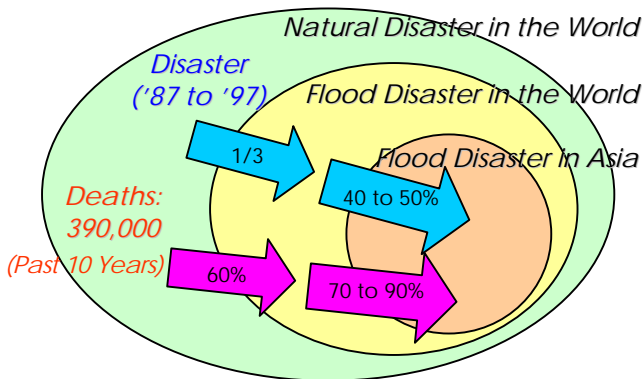 Natural Disaster in the World
Disaster
('87 to '97)
Flood Disaster in the World
1/3
Flood Disaster in Asia
40 to 50%
Deaths:
390,000
(Past 10 Years)
60%
70 to 90%